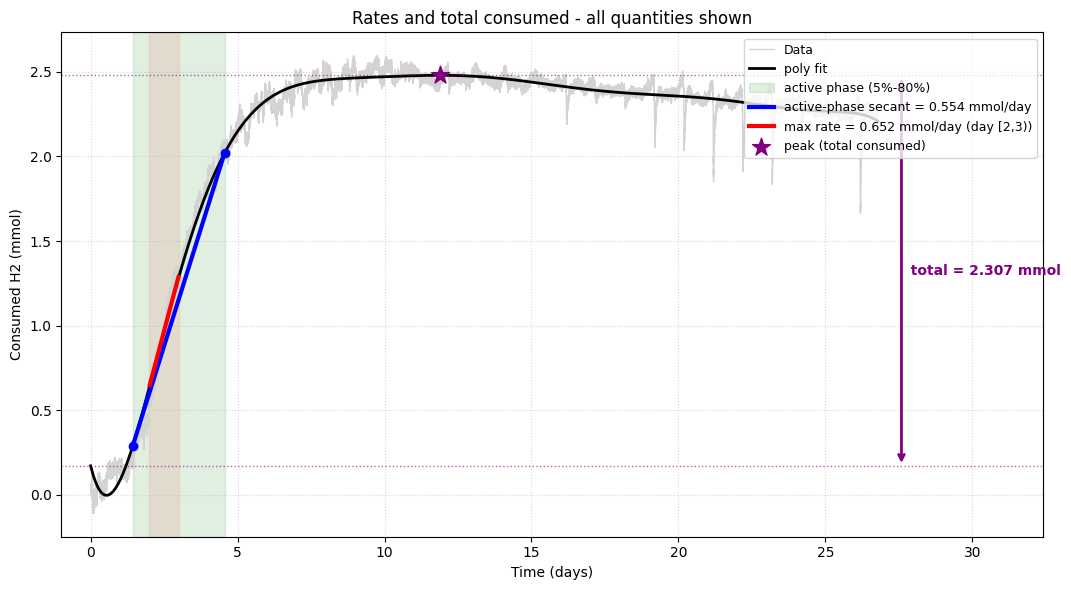 Rates and total consumed - all quantities shown
Consumed H2 (mmol)
2.5
2.0
1.5
1.0
0.5
0.0
Data
poly fit
active phase (5%-80%)
active-phase secant = 0.554 mmol/day
max rate = 0.652 mmol/day (day [2,3))
peak (total consumed)
total = 2.307 mmol
0 5 10 15 20 25 30
Time (days)